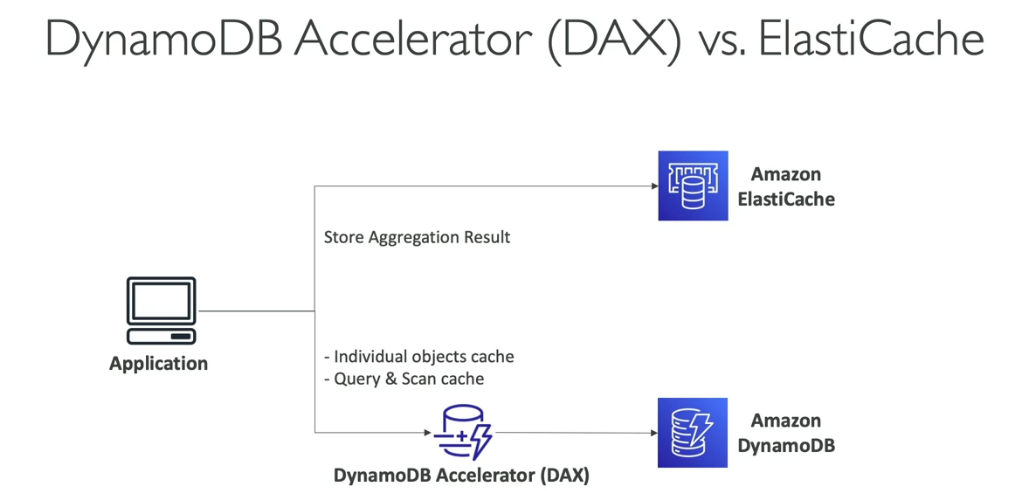 DynamoDB Accelerator (DAX) vs. ElastiCache
Amazon
ElastiCache
Store Aggregation Result
Application
- Individual objects cache
- Query & Scan cache
Amazon
DynamoDB
DynamoDB Accelerator (DAX)